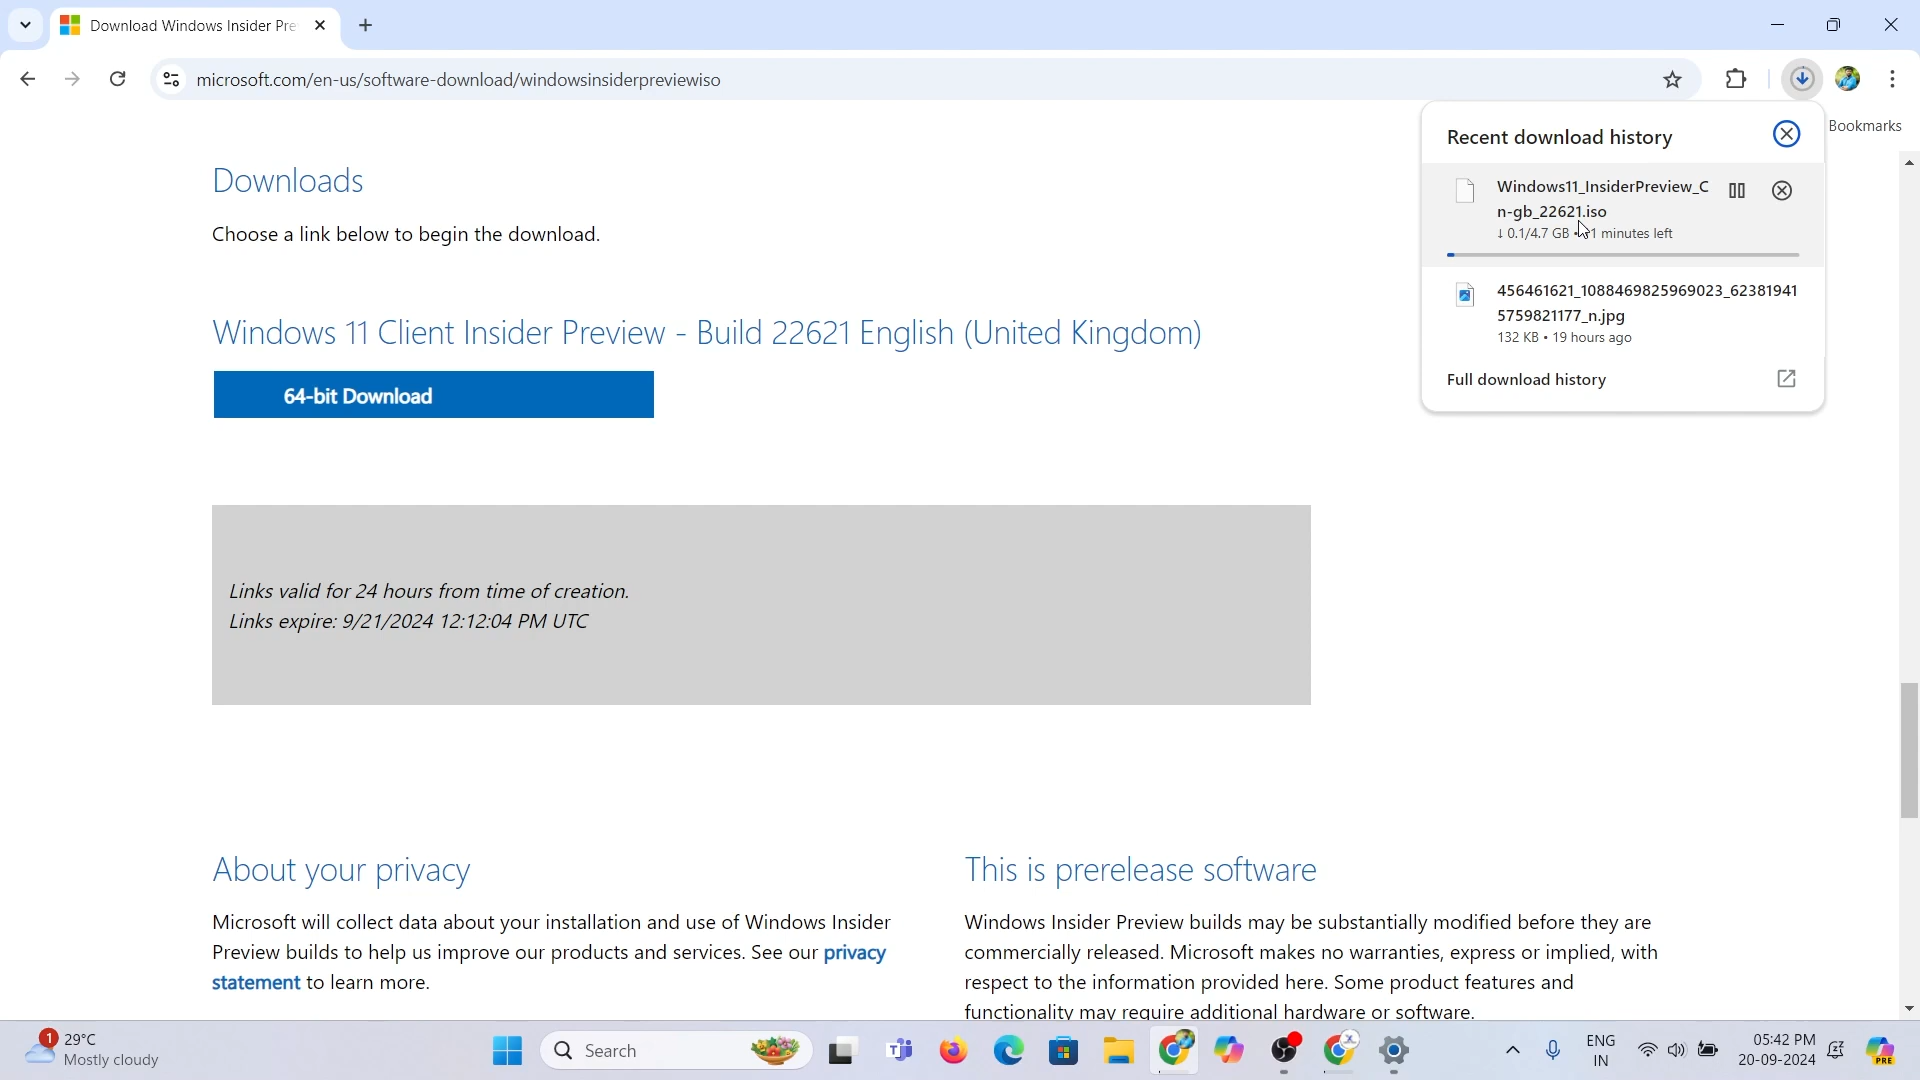 Download Windows Insider Pre
microsoft.com/en-us/software-download/windowsinsiderpreviewiso
Bookmarks
Recent download history
Windows11_InsiderPreview_C
n-gb_22621.iso
↓ 0.1/4.7 GB • 1 minutes left
456461621_1088469825969023_62381941
5759821177_n.jpg
132 KB • 19 hours ago
Full download history
Downloads
Choose a link below to begin the download.
Windows 11 Client Insider Preview - Build 22621 English (United Kingdom)
64-bit Download
Links valid for 24 hours from time of creation.
Links expire: 9/21/2024 12:12:04 PM UTC
About your privacy
Microsoft will collect data about your installation and use of Windows Insider
Preview builds to help us improve our products and services. See our privacy
statement to learn more.
This is prerelease software
Windows Insider Preview builds may be substantially modified before they are
commercially released. Microsoft makes no warranties, express or implied, with
respect to the information provided here. Some product features and
functionality may require additional hardware or software.
1
29°C
Mostly cloudy
Search
ENG
IN
05:42 PM
20-09-2024
PRE